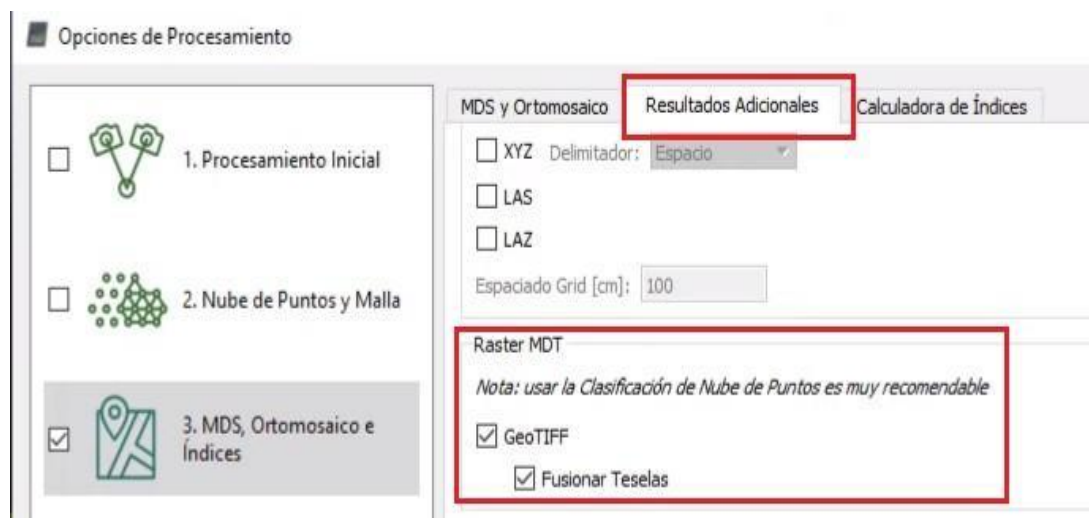 Opciones de Procesamiento
1. Procesamiento Inicial
2. Nube de Puntos y Malla
3. MDS, Ortomosaico e
Índices
MDS y Ortomosaico Resultados Adicionales Calculadora de Índices
XYZ Delimitador: Espacio
LAS
LAZ
Espaciado Grid [cm]: 100
Raster MDT
Nota: usar la Clasificación de Nube de Puntos es muy recomendable
GeoTIFF
Fusionar Teselas